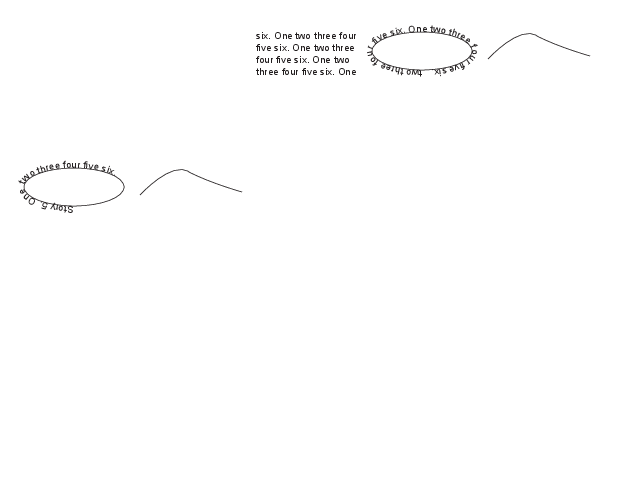 six. One two three four
five six. One two three
four five six. One two
three four five six. One
two three four five six. One two three four five six
Story 5 One two three four five six.